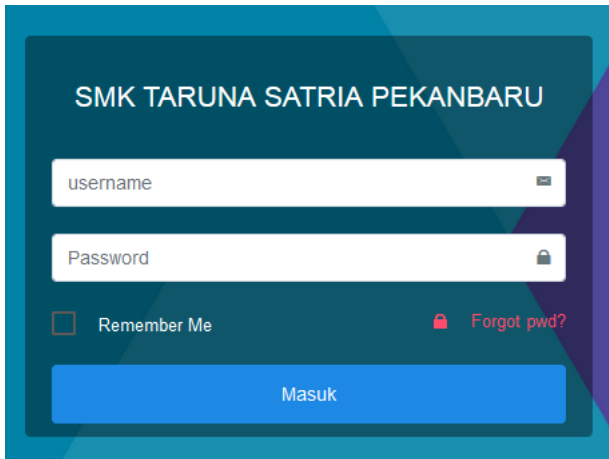 SMK TARUNA SATRIA PEKANBARU
username
Password
Remember Me Forgot pwd?
Masuk